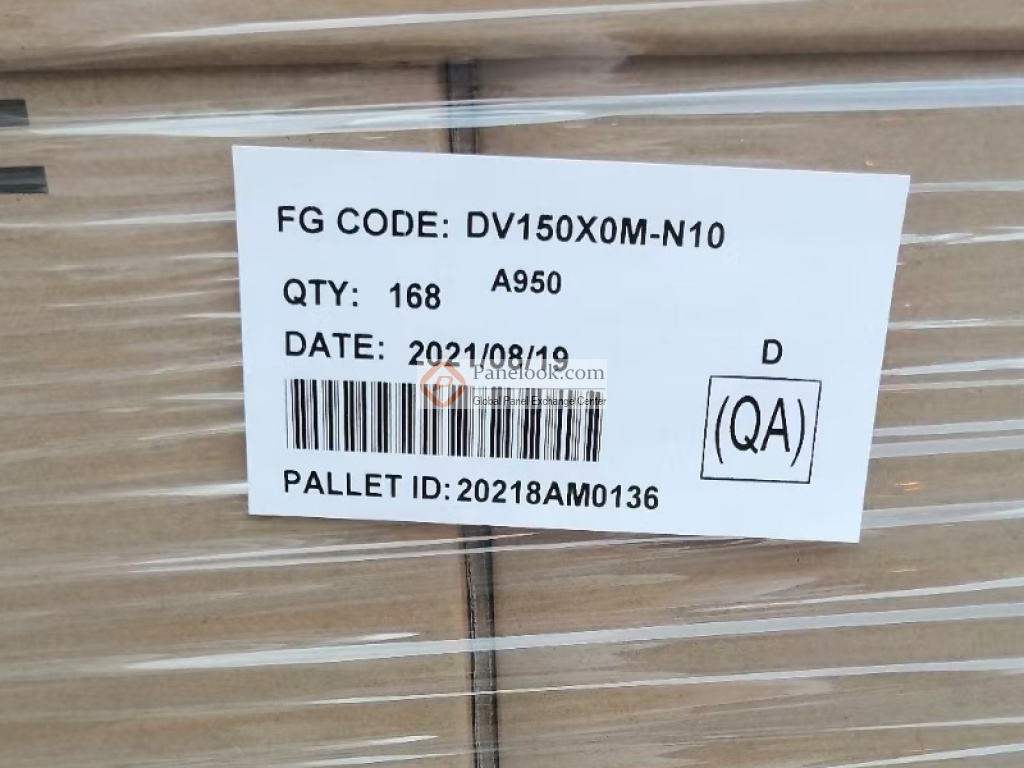 FG CODE: DV150X0M-N10
A950
QTY: 168
DATE: 2021/08/19
D
Panelook.com
Global Panel Exchange Center
(QA)
PALLET ID: 20218AM0136